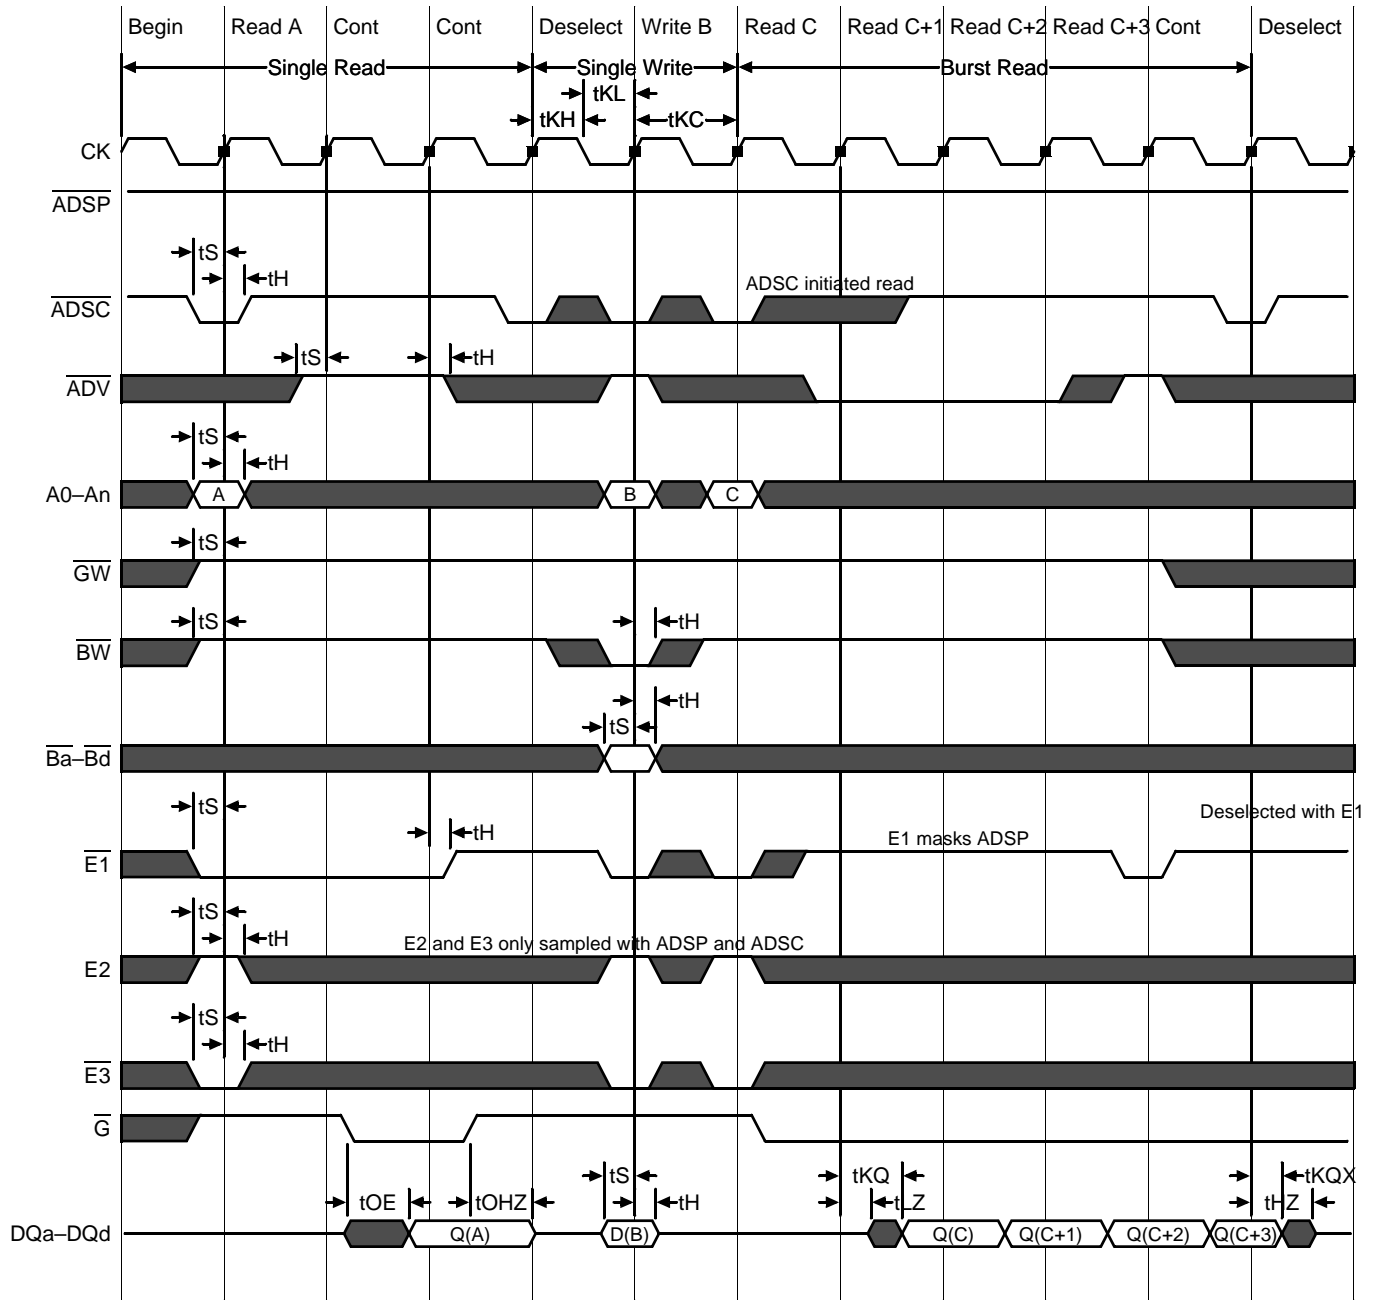 Begin Read A Cont Cont Deselect Write B Read C Read C+1 Read C+2 Read C+3 Cont Deselect
Single Read Single Write Burst Read
tKL
tKH tKC
CK
ADSP
tS
tH
ADSC initiated read
ADSC
tS tH
ADV
tS
tH
A0–An A B C
tS
GW
tS tH
BW
tH
tS
Ba–Bd
tS Deselected with E1
tH E1 masks ADSP
E1
tS
tH E2 and E3 only sampled with ADSP and ADSC
E2
tS
tH
E3
G
tS tKQ tKQX
tOE tOHZ tH tLZ tHZ
DQa–DQd Q(A) D(B) Q(C) Q(C+1) Q(C+2) Q(C+3)